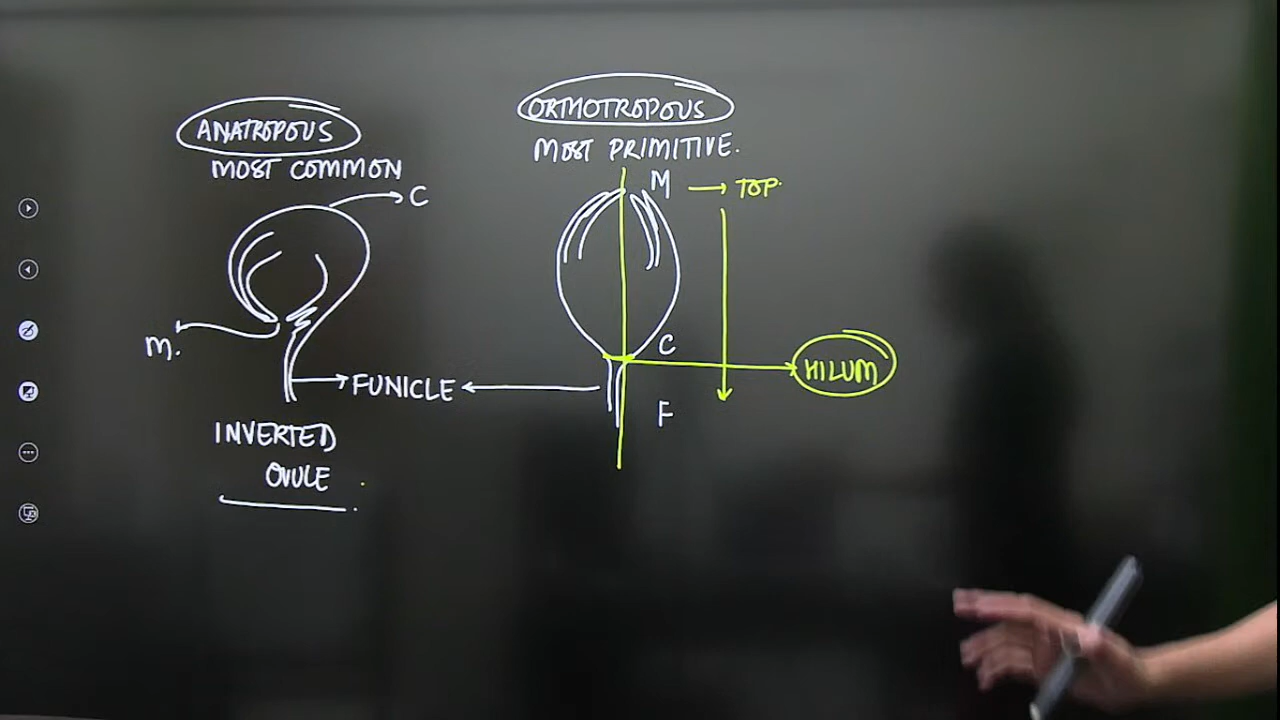 ANATROPOUS
MOST COMMON
C
m.
FUNICLE
INVERTED
OVULE
ORTHOTROPOUS
MOST PRIMITIVE.
M → TOP.
C
HILUM
F